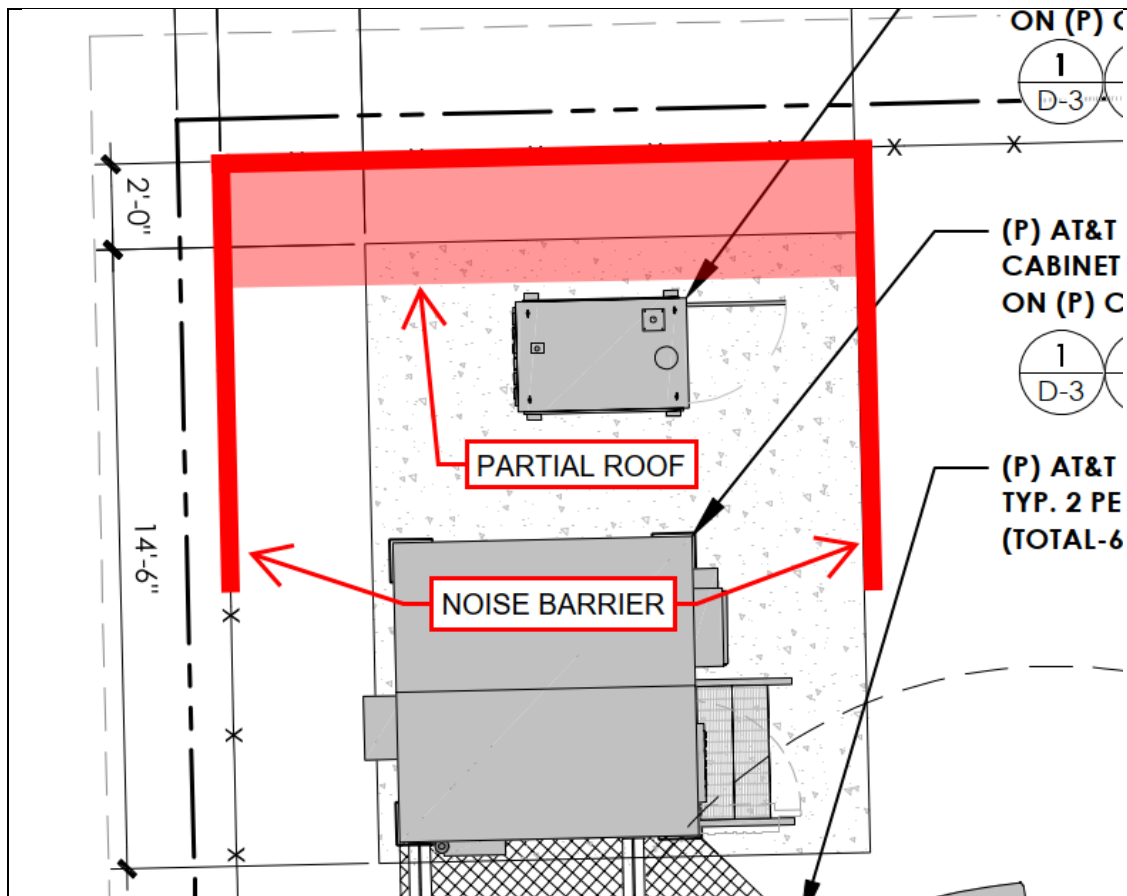 ON (P) C
1
D-3
2'-0"
(P) AT&T
CABINET
ON (P) C
1
D-3
PARTIAL ROOF
(P) AT&T
TYP. 2 PE
(TOTAL-6
14'-6"
NOISE BARRIER